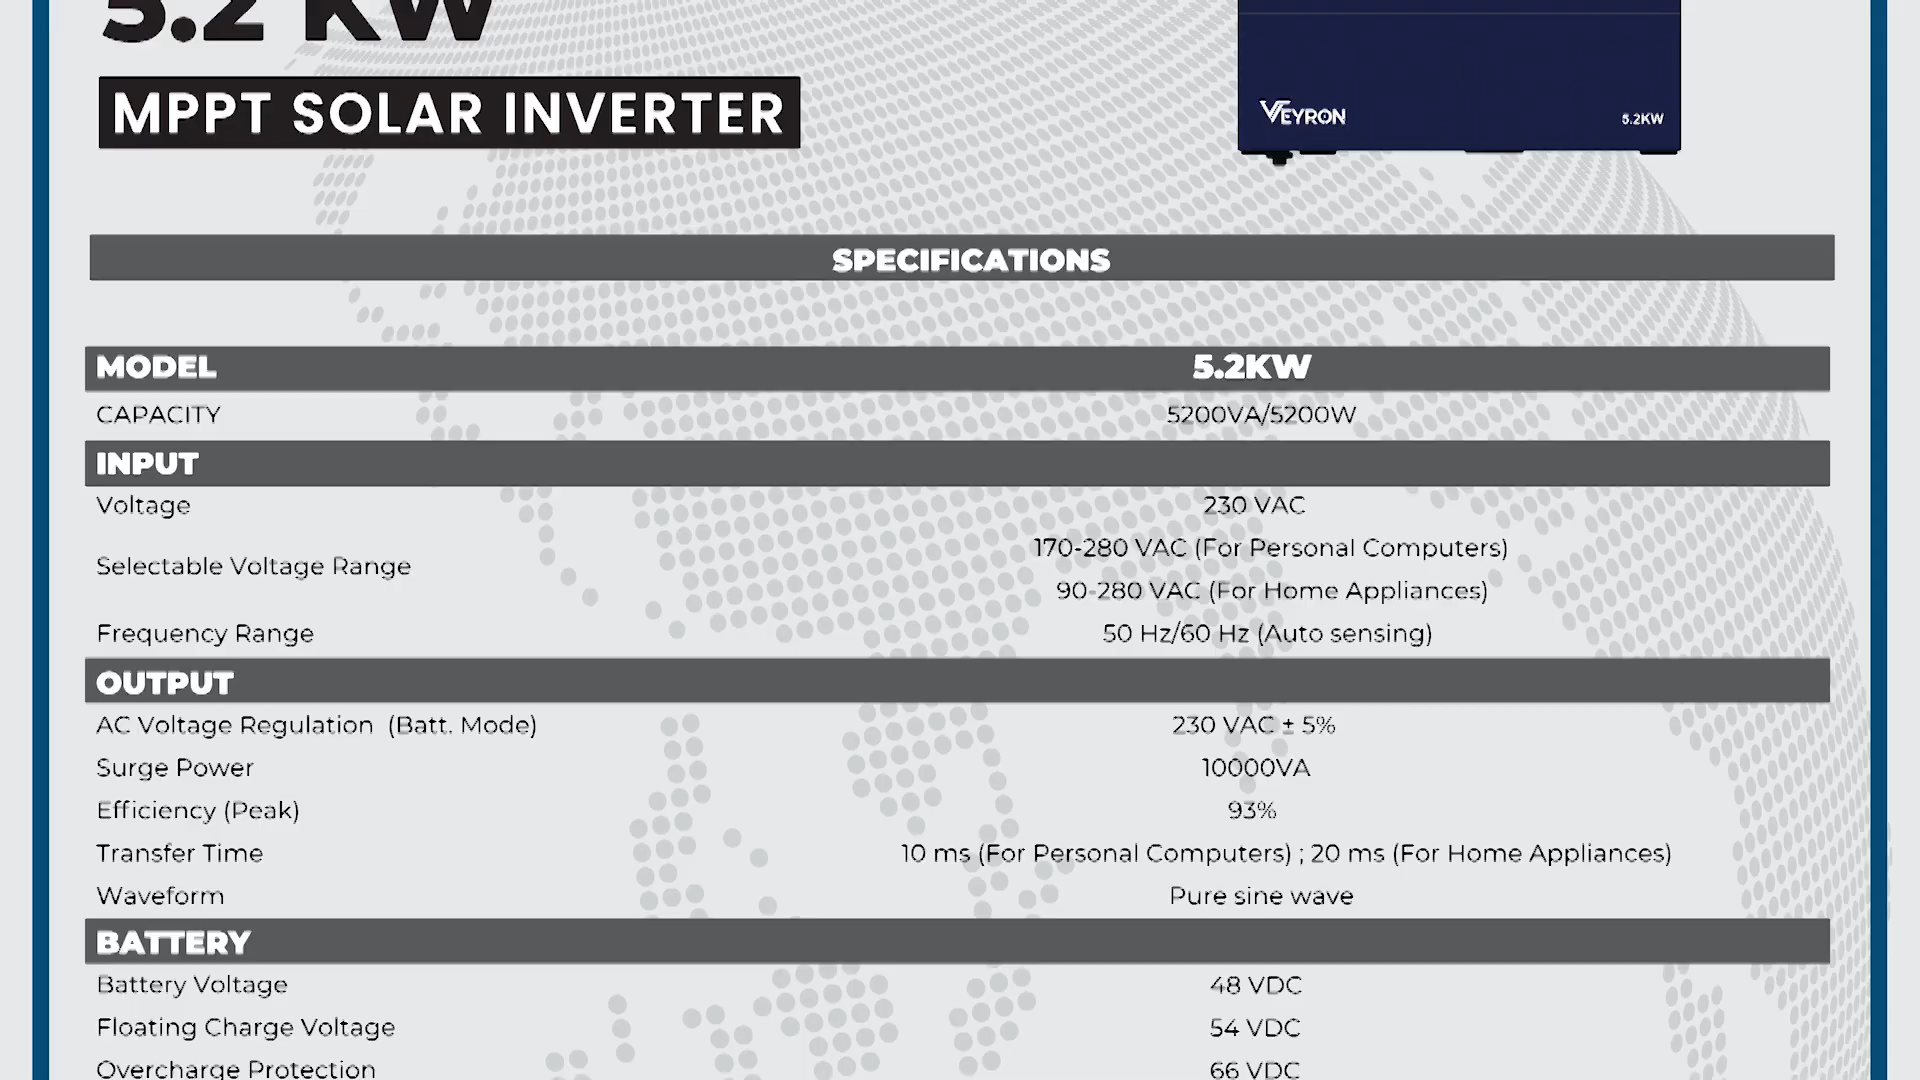 5.2 KW
MPPT SOLAR INVERTER
VEYRON
5.2KW
SPECIFICATIONS
MODEL 5.2KW
CAPACITY 5200VA/5200W
INPUT
Voltage 230 VAC
Selectable Voltage Range 170-280 VAC (For Personal Computers)
90-280 VAC (For Home Appliances)
Frequency Range 50 Hz/60 Hz (Auto sensing)
OUTPUT
AC Voltage Regulation (Batt. Mode) 230 VAC ± 5%
Surge Power 10000VA
Efficiency (Peak) 93%
Transfer Time 10 ms (For Personal Computers) ; 20 ms (For Home Appliances)
Waveform Pure sine wave
BATTERY
Battery Voltage 48 VDC
Floating Charge Voltage 54 VDC
Overcharge Protection 66 VDC